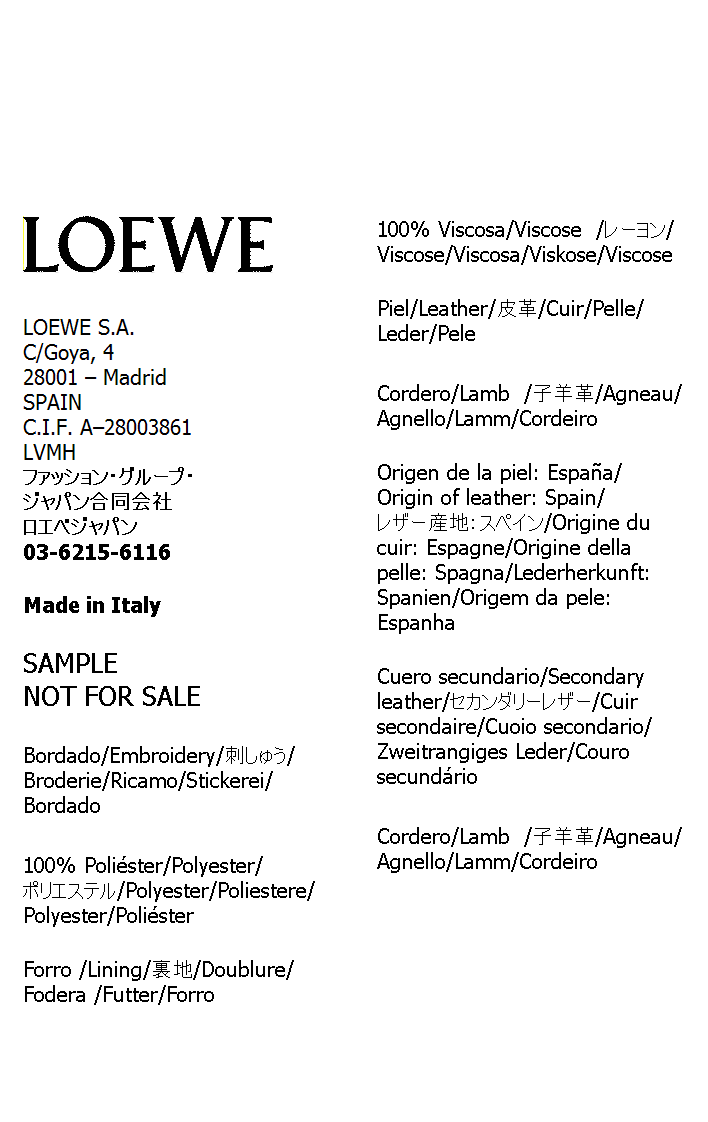 LOEWE
LOEWE S.A.
C/Goya, 4
28001 – Madrid
SPAIN
C.I.F. A–28003861
LVMH
ファッション・グループ・
ジャパン合同会社
ロエベジャパン
03-6215-6116
Made in Italy
SAMPLE
NOT FOR SALE
Bordado/Embroidery/刺しゅう/
Broderie/Ricamo/Stickerei/
Bordado
100% Poliéster/Polyester/
ポリエステル/Polyester/Poliestere/
Polyester/Poliéster
Forro /Lining/裏地/Doublure/
Fodera /Futter/Forro
100% Viscosa/Viscose  /レーヨン/
Viscose/Viscosa/Viskose/Viscose
Piel/Leather/皮革/Cuir/Pelle/
Leder/Pele
Cordero/Lamb  /子羊革/Agneau/
Agnello/Lamm/Cordeiro
Origen de la piel: España/
Origin of leather: Spain/
レザー産地: スペイン/Origine du
cuir: Espagne/Origine della
pelle: Spagna/Lederherkunft:
Spanien/Origem da pele:
Espanha
Cuero secundario/Secondary
leather/セカンダリーレザー/Cuir
secondaire/Cuoio secondario/
Zweitrangiges Leder/Couro
secundário
Cordero/Lamb  /子羊革/Agneau/
Agnello/Lamm/Cordeiro